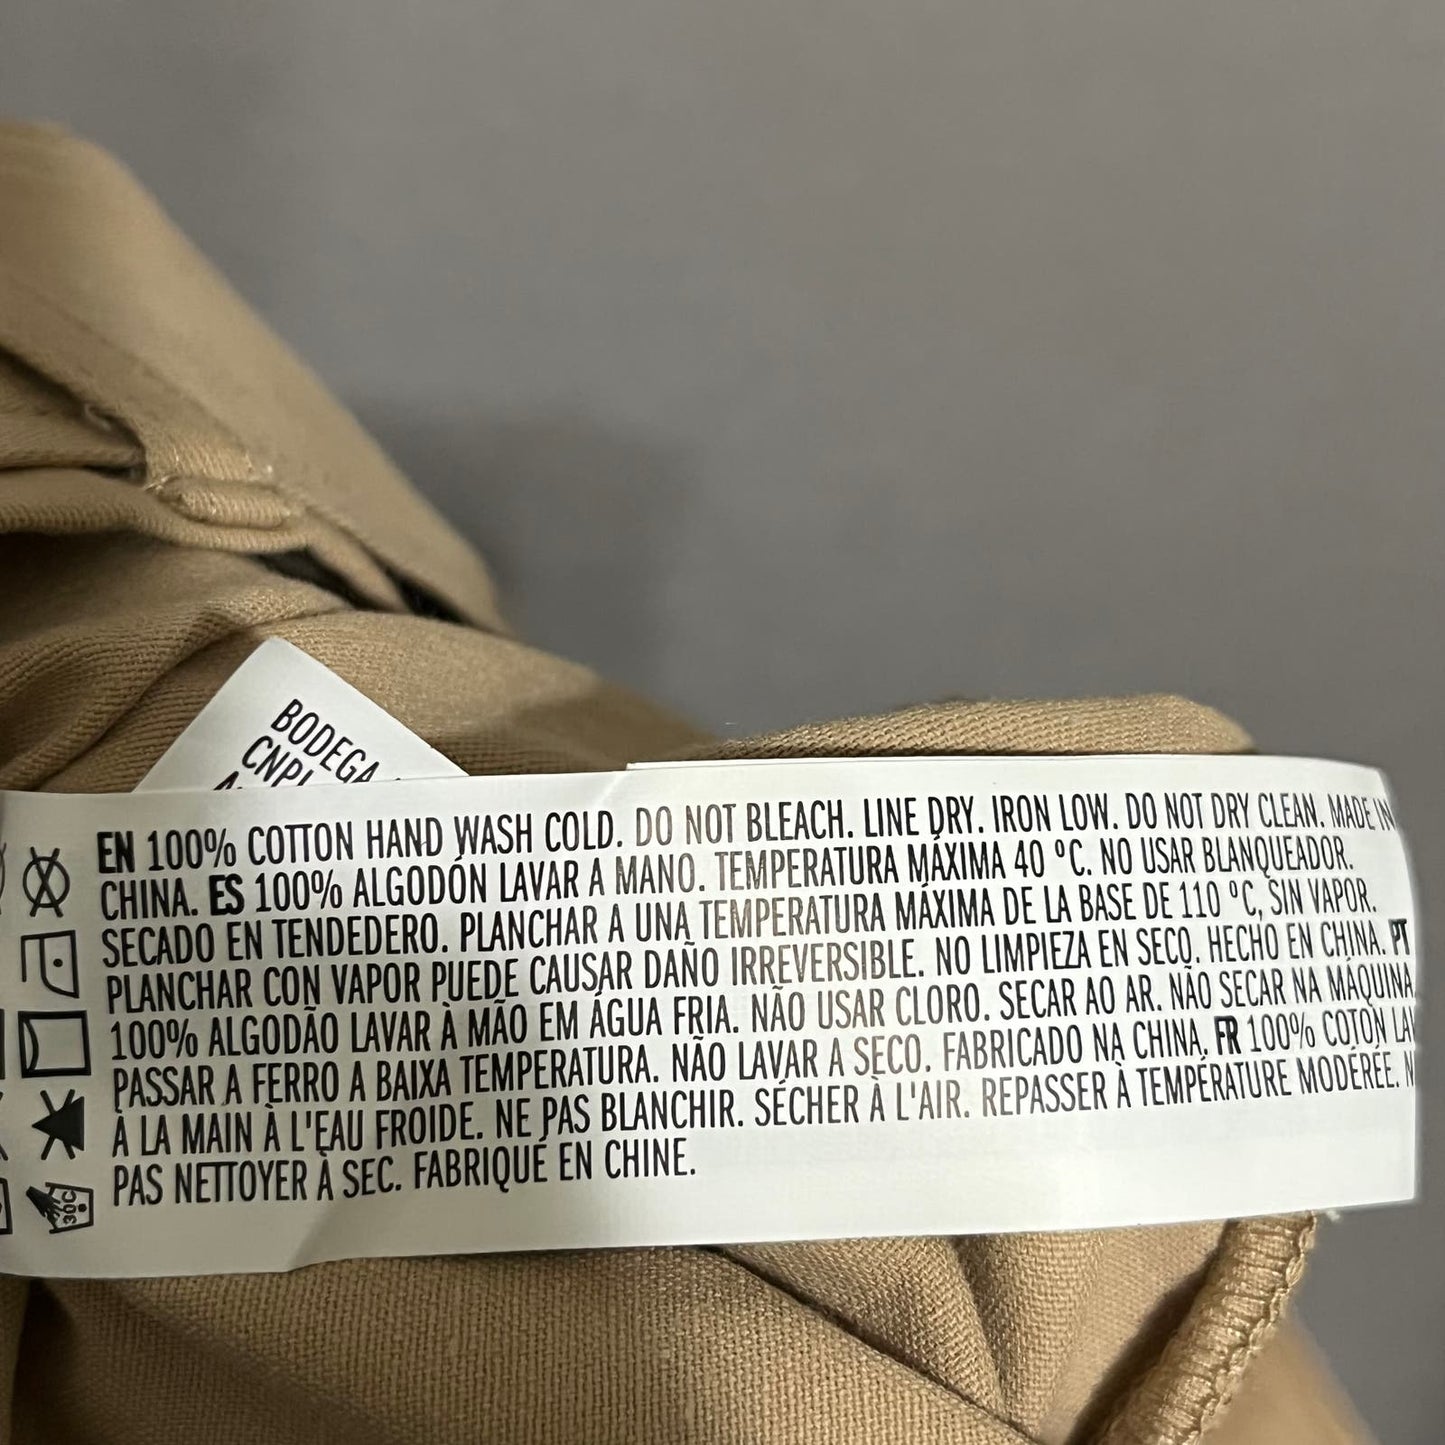 BODEGA
CNPJ
EN 100% COTTON HAND WASH COLD. DO NOT BLEACH. LINE DRY. IRON LOW. DO NOT DRY CLEAN. MADE IN
CHINA. ES 100% ALGODÓN LAVAR A MANO. TEMPERATURA MÁXIMA 40 °C. NO USAR BLANQUEADOR.
SECADO EN TENDEDERO. PLANCHAR A UNA TEMPERATURA MÁXIMA DE LA BASE DE 110 °C, SIN VAPOR.
PLANCHAR CON VAPOR PUEDE CAUSAR DAÑO IRREVERSIBLE. NO LIMPIEZA EN SECO. HECHO EN CHINA. PT
100% ALGODÃO LAVAR À MÃO EM ÁGUA FRIA. NÃO USAR CLORO. SECAR AO AR. NÃO SECAR NA MÁQUINA
PASSAR A FERRO A BAIXA TEMPERATURA. NÃO LAVAR A SECO. FABRICADO NA CHINA. FR 100% COTON
À LA MAIN À L'EAU FROIDE. NE PAS BLANCHIR. SÉCHER À L'AIR. REPASSER À TEMPÉRATURE MODÉRÉE.
PAS NETTOYER À SEC. FABRIQUÉ EN CHINE.
30C